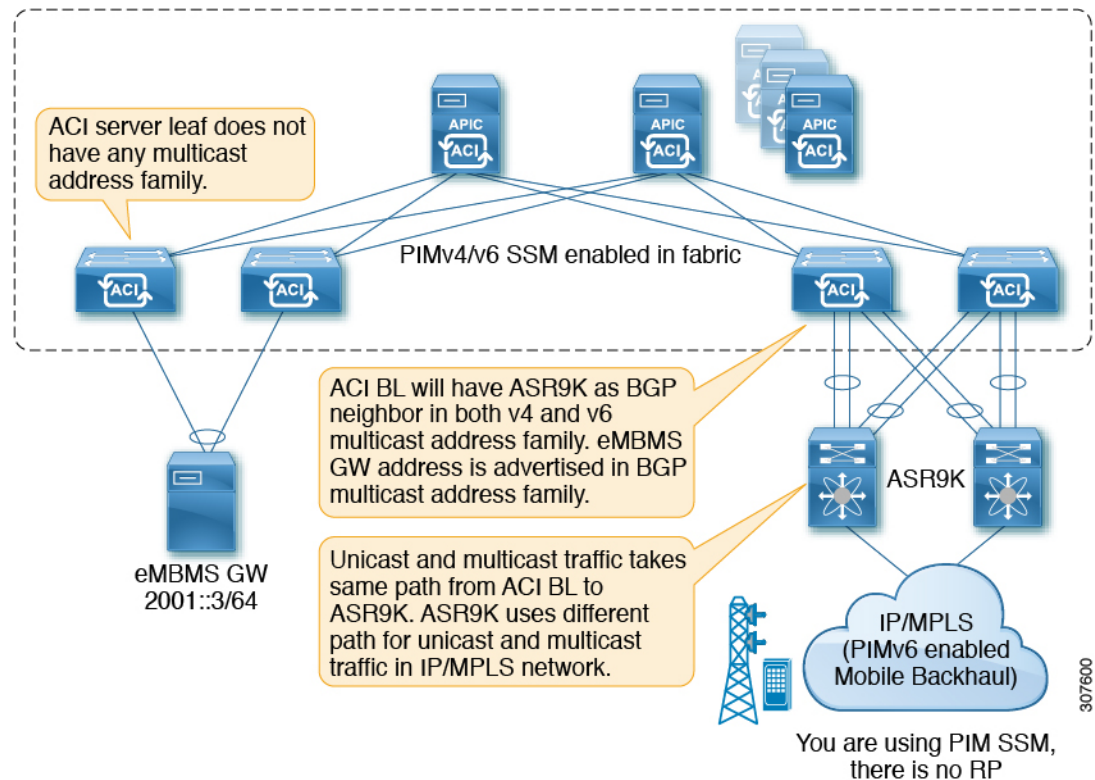 APIC
ACI
APIC
ACI
APIC
ACI
ACI server leaf does not
have any multicast
address family.
PIMv4/v6 SSM enabled in fabric
ACI
ACI
ACI
ACI
ACI BL will have ASR9K as BGP
neighbor in both v4 and v6
multicast address family. eMBMS
GW address is advertised in BGP
multicast address family.
ASR9K
eMBMS GW
2001::3/64
Unicast and multicast traffic takes
same path from ACI BL to
ASR9K. ASR9K uses different
path for unicast and multicast
traffic in IP/MPLS network.
IP/MPLS
(PIMv6 enabled
Mobile Backhaul)
307600
You are using PIM SSM,
there is no RP